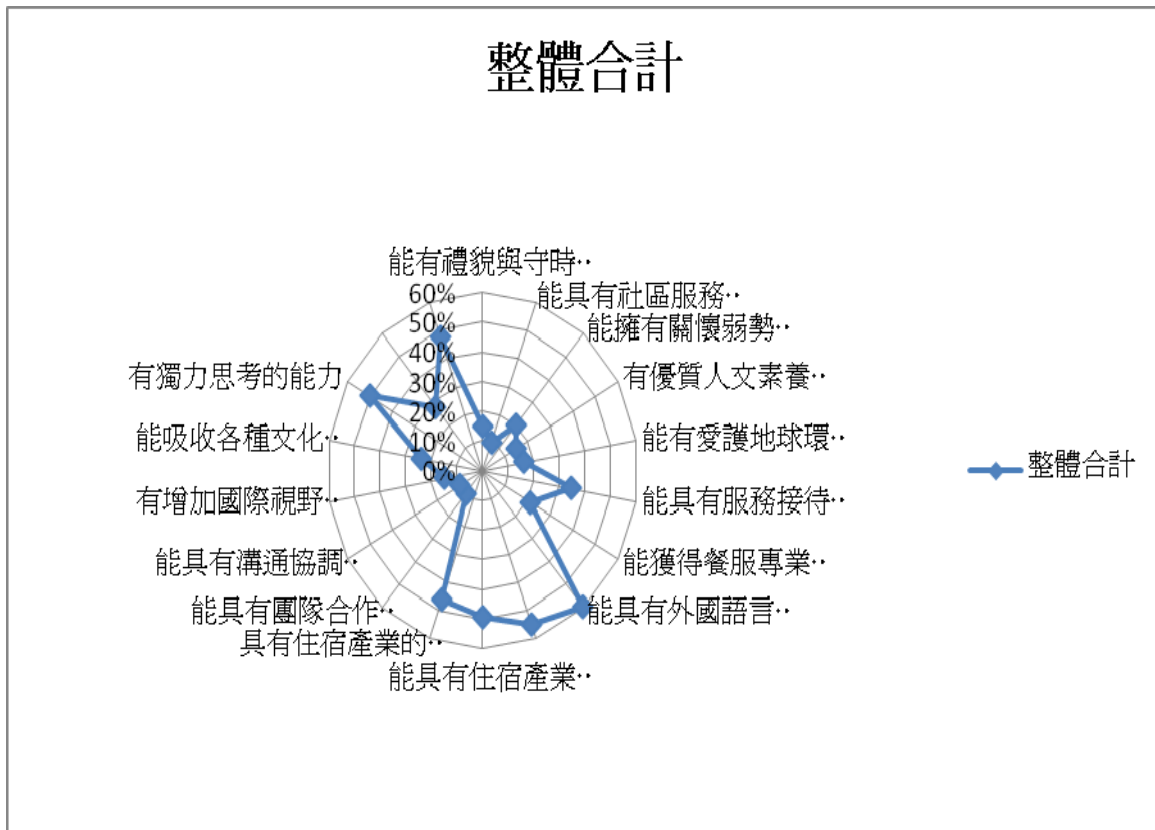 整體合計
能有禮貌與守時‥
能具有社區服務‥
能擁有關懷弱勢‥
有優質人文素養‥
能有愛護地球環‥
能具有服務接待‥
能獲得餐服專業‥
能具有外國語言‥
能具有住宿產業‥
具有住宿產業的‥
能具有團隊合作‥
能具有溝通協調‥
有增加國際視野‥
能吸收各種文化‥
有獨力思考的能力
60%
50%
40%
30%
20%
10%
0%
整體合計